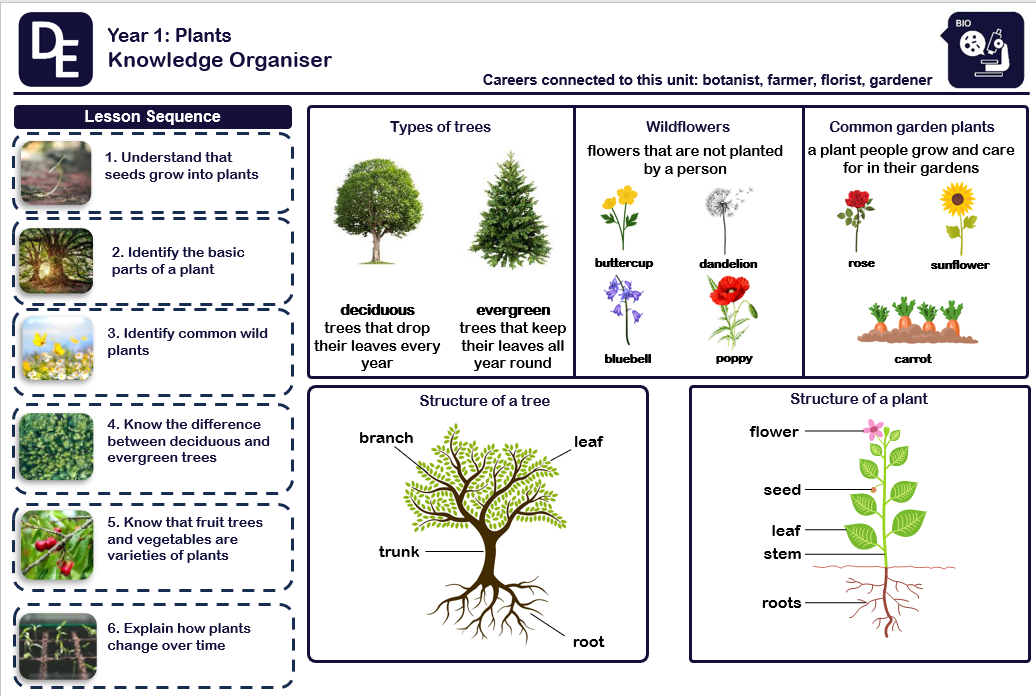 DE
Year 1: Plants
Knowledge Organiser
Careers connected to this unit: botanist, farmer, florist, gardener
BIO
Lesson Sequence
1. Understand that
seeds grow into plants
2. Identify the basic
parts of a plant
3. Identify common wild
plants
4. Know the difference
between deciduous and
evergreen trees
5. Know that fruit trees
and vegetables are
varieties of plants
6. Explain how plants
change over time
Types of trees
deciduous
trees that drop
their leaves every
year
evergreen
trees that keep
their leaves all
year round
Wildflowers
flowers that are not planted
by a person
buttercup
dandelion
bluebell
poppy
Common garden plants
a plant people grow and care
for in their gardens
rose
sunflower
carrot
Structure of a tree
branch
leaf
trunk
root
Structure of a plant
flower
seed
leaf
stem
roots